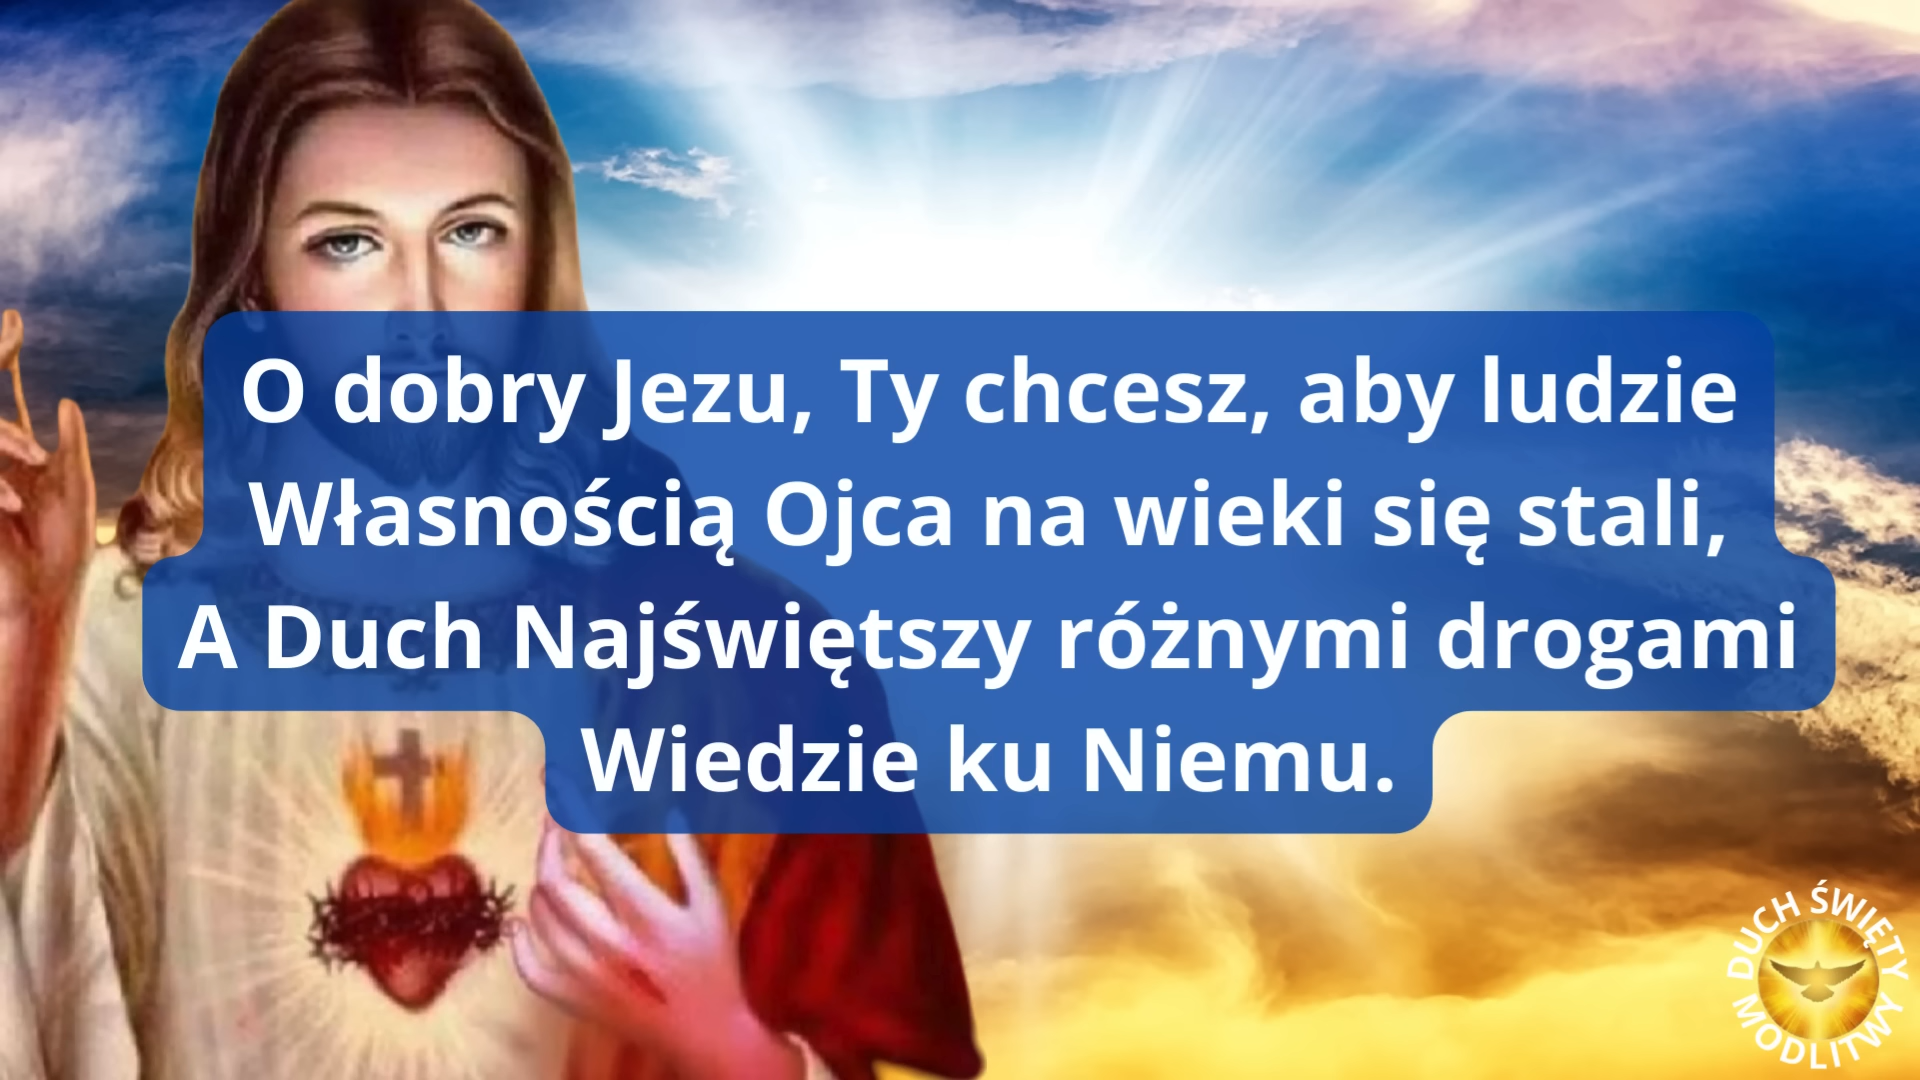 O dobry Jezu, Ty chcesz, aby ludzie
Własnością Ojca na wieki się stali,
A Duch Najświętszy różnymi drogami
Wiedzie ku Niemu.
DUCH ŚWIĘTY
MODLITWY